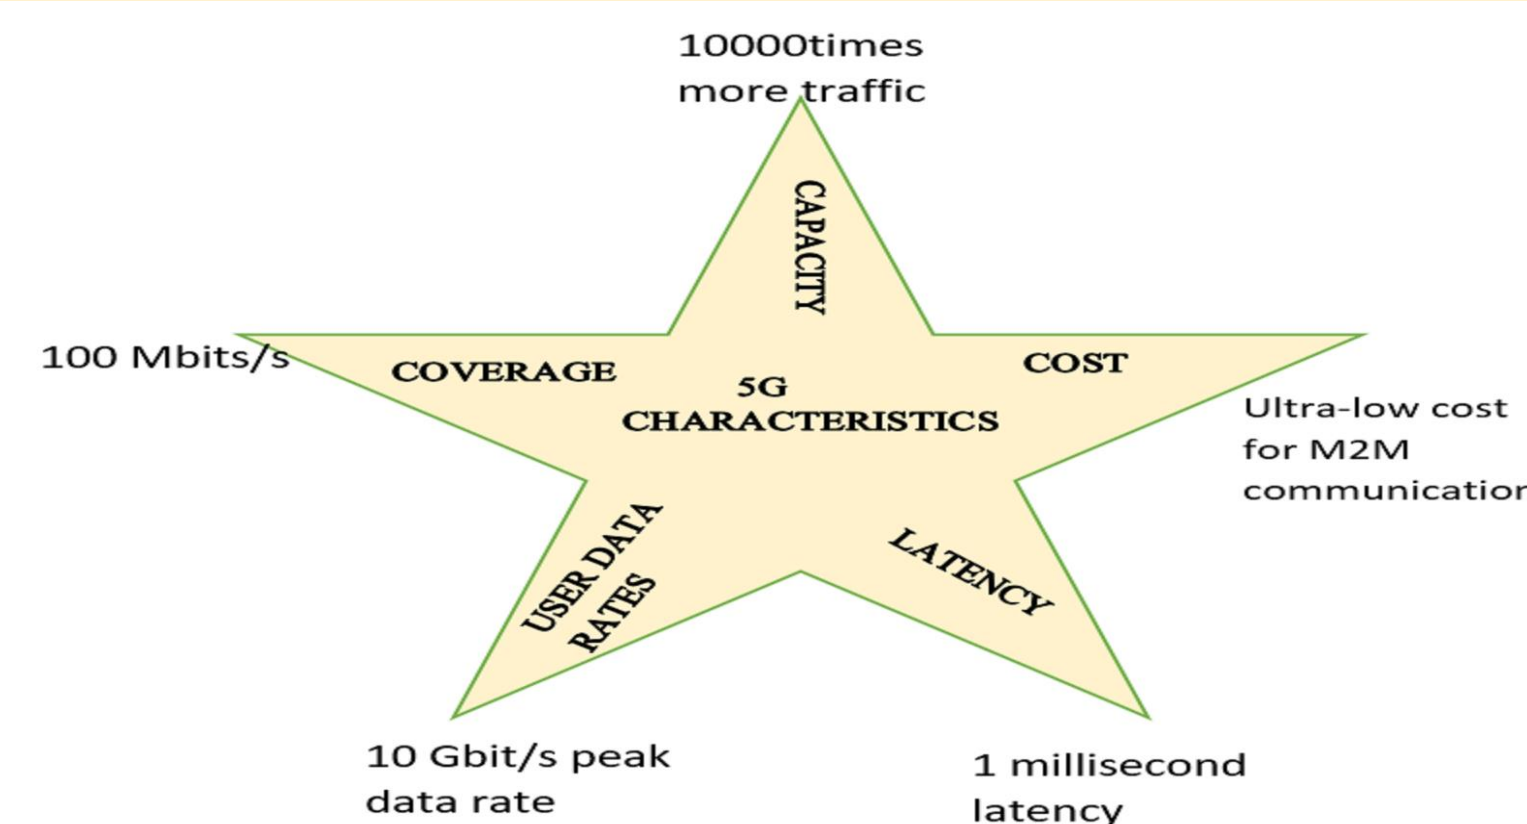 10000times
more traffic
CAPACITY
100 Mbits/s
COVERAGE
COST
5G
CHARACTERISTICS
Ultra-low cost
for M2M
communication
USER DATA
RATES
LATENCY
10 Gbit/s peak
data rate
1 millisecond
latency